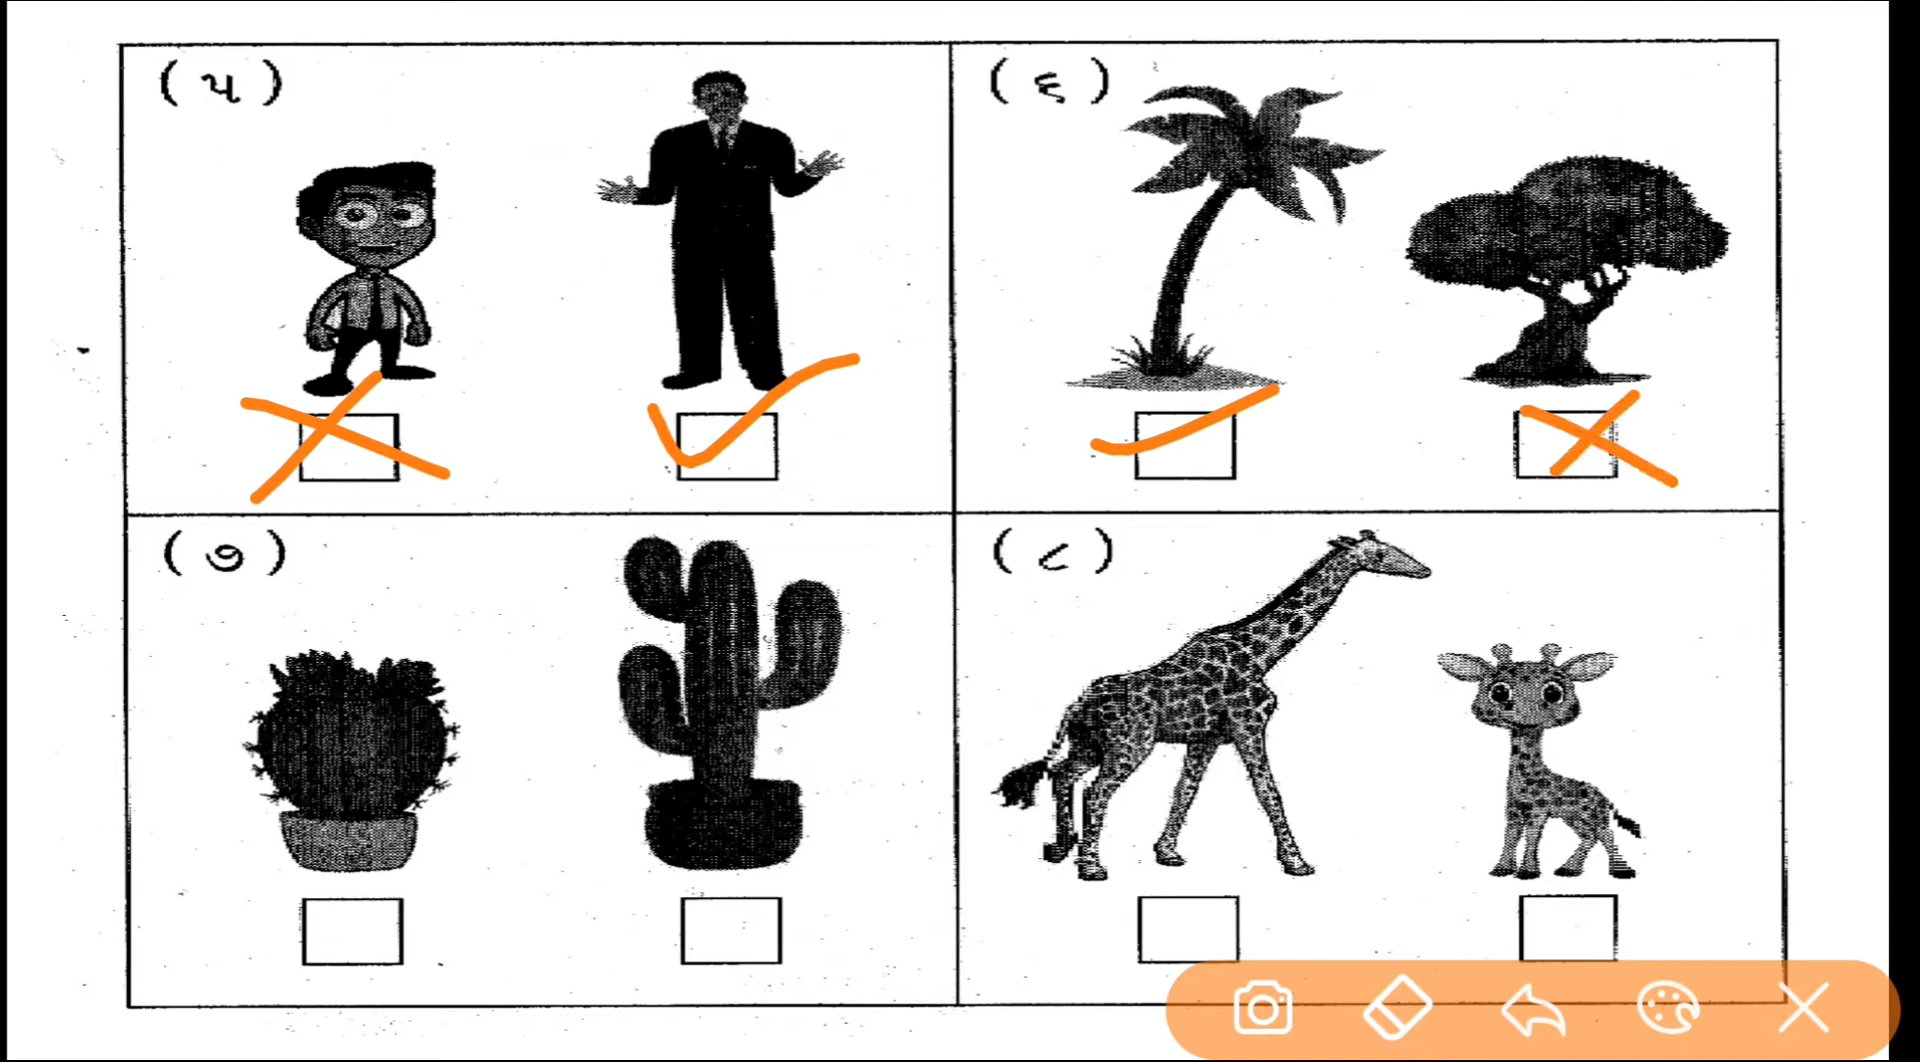 ( ૫ )
( ૬ )
( ૭ )
( ૮ )